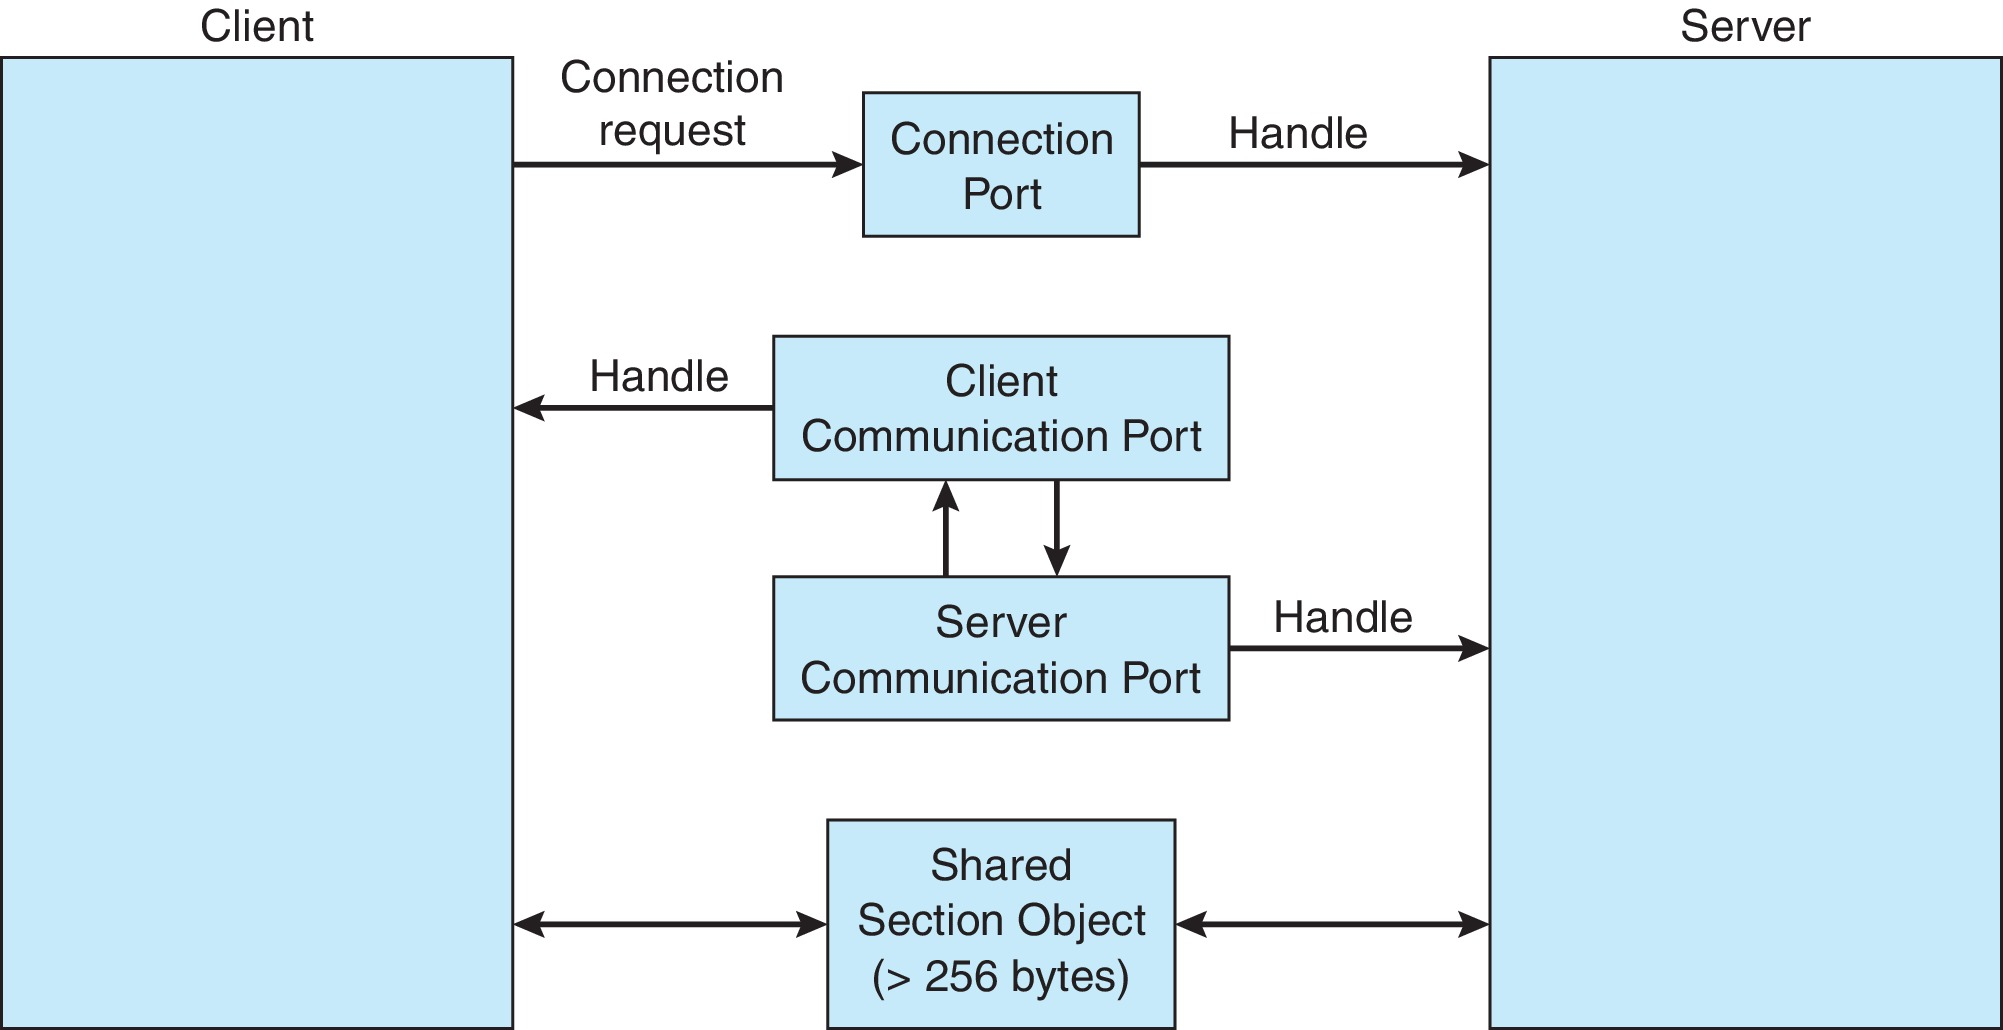 Client
Server
Connection
request
Connection
Port
Handle
Handle
Client
Communication Port
Server
Communication Port
Handle
Shared
Section Object
(> 256 bytes)